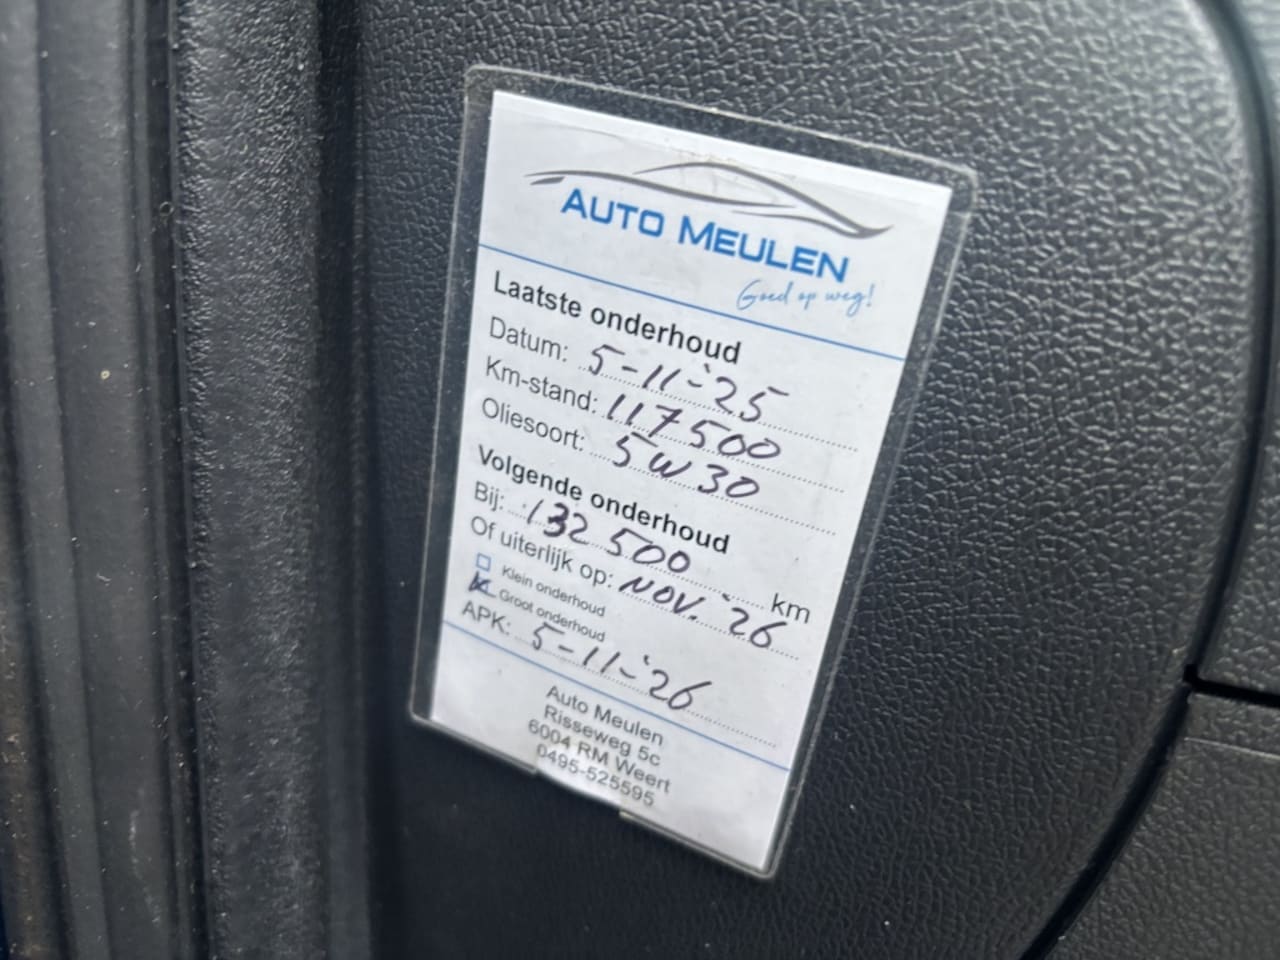 AUTO MEULEN
Goed op weg!
Laatste onderhoud
Datum: 5-11-'25
Km-stand: 117500
Oliesoort: 5W30
Volgende onderhoud
Bij: 132500 km
Of uiterlijk op: NOV. '26
Klein onderhoud
Groot onderhoud
APK: 5-11-'26
Auto Meulen
Risseweg 5c
6004 RM Weert
0495-525595